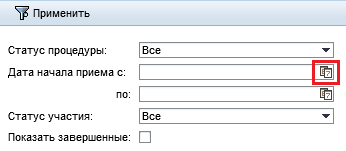 Применить
Статус процедуры: Все
Дата начала приема с:
по:
Статус участия: Все
Показать завершенные: